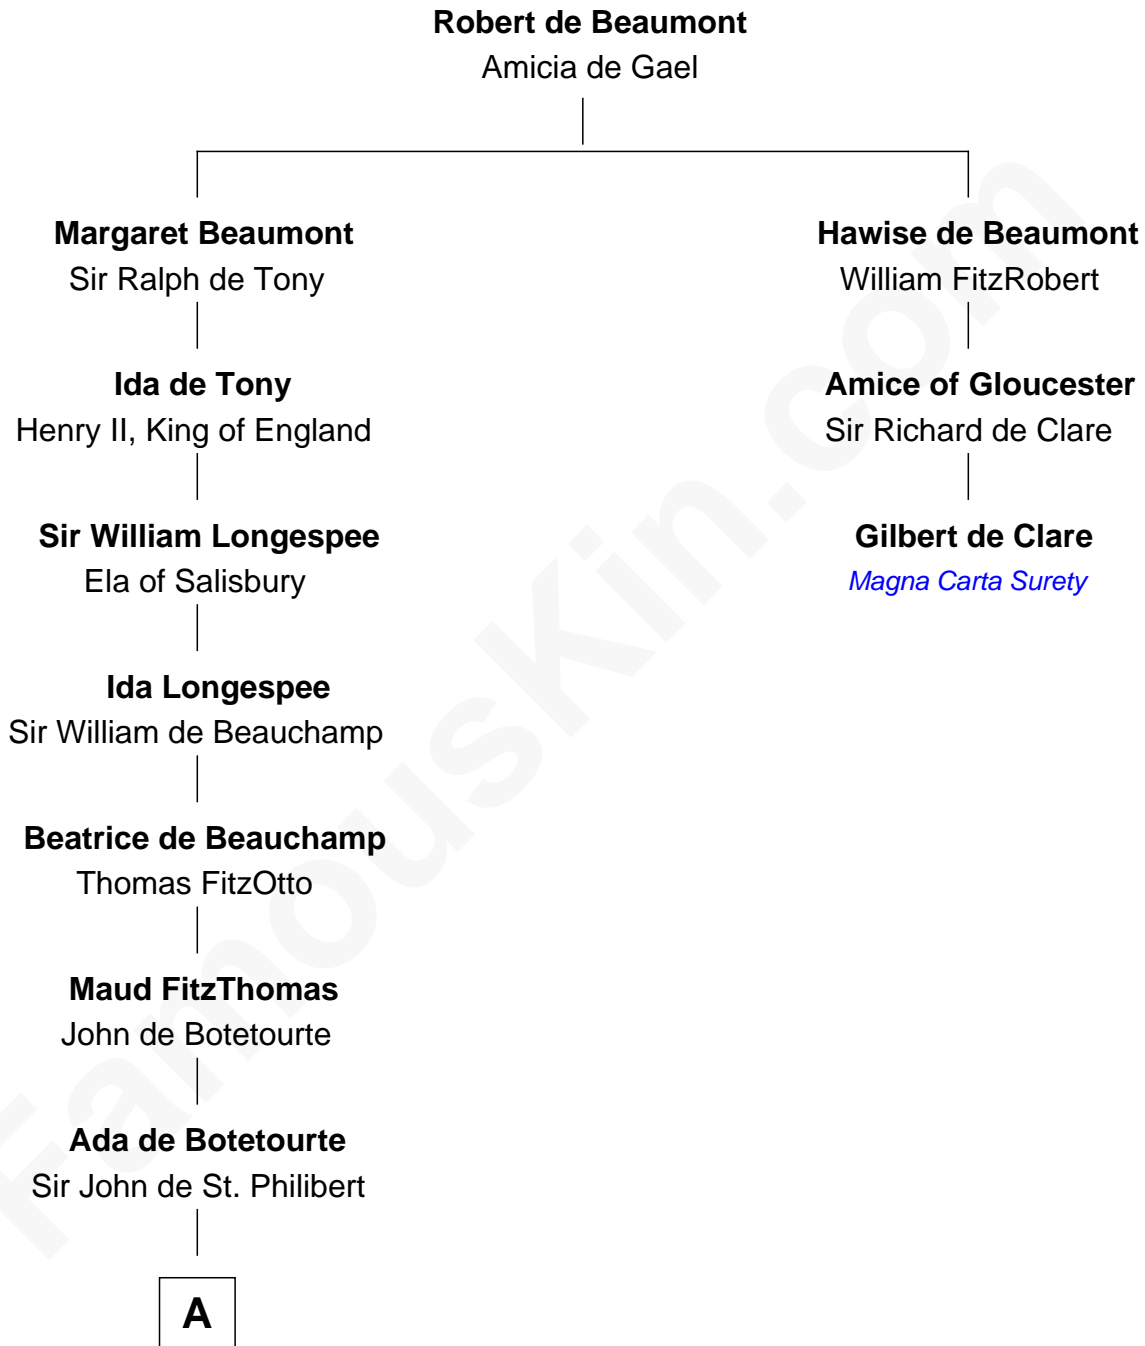 Robert de Beaumont
Amicia de Gael
Margaret Beaumont
Sir Ralph de Tony
Hawise de Beaumont
William FitzRobert
Ida de Tony
Henry II, King of England
Amice of Gloucester
Sir Richard de Clare
Sir William Longespee
Ela of Salisbury
Gilbert de Clare
Magna Carta Surety
Ida Longespee
Sir William de Beauchamp
Beatrice de Beauchamp
Thomas FitzOtto
Maud FitzThomas
John de Botetourte
Ada de Botetourte
Sir John de St. Philibert
A
FamousKin.com